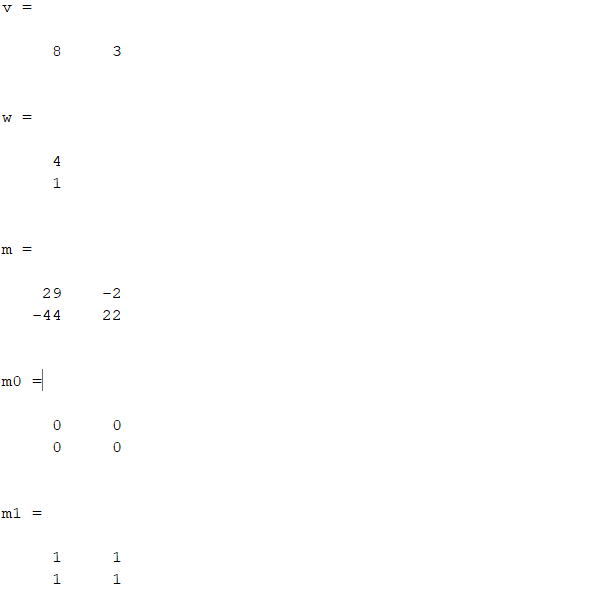 v =
8 3
w =
4
1
m =
29 -2
-44 22
m0 =
0 0
0 0
m1 =
1 1
1 1